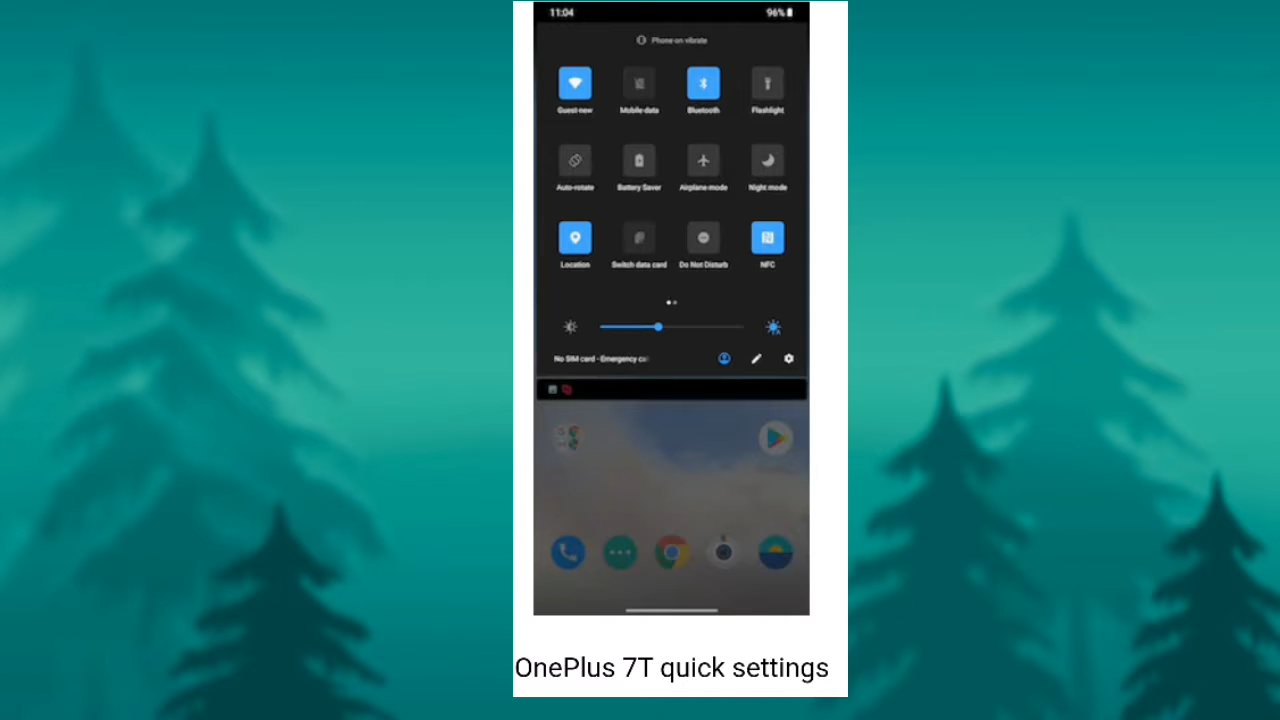 11:04 96%
Phone on vibrate
Guest-new Mobile data Bluetooth Flashlight
Auto-rotate Battery Saver Airplane mode Night mode
Location Switch data card Do Not Disturb NFC
No SIM card - Emergency ca
OnePlus 7T quick settings